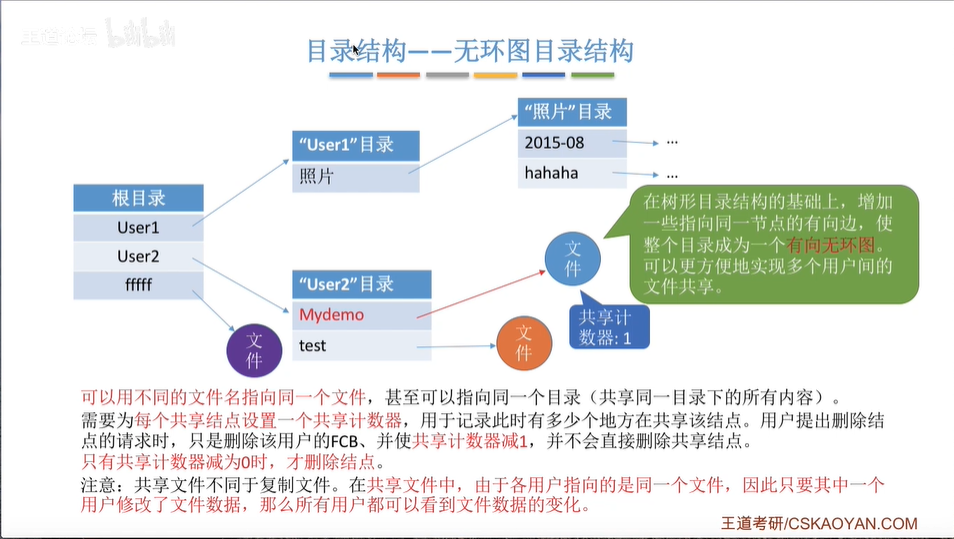 目录结构——无环图目录结构
“照片”目录
2015-08
...
hahaha
...
“User1”目录
照片
根目录
User1
User2
fffff
文件
“User2”目录
Mydemo
test
文件
文件
共享计
数器: 1
在树形目录结构的基础上，增加
一些指向同一节点的有向边，使
整个目录成为一个有向无环图。
可以更方便地实现多个用户间的
文件共享。
可以用不同的文件名指向同一个文件，甚至可以指向同一个目录（共享同一目录下的所有内容）。
需要为每个共享结点设置一个共享计数器，用于记录此时有多少个地方在共享该结点。用户提出删除结
点的请求时，只是删除该用户的FCB、并使共享计数器减1，并不会直接删除共享结点。
只有共享计数器减为0时，才删除结点。
注意：共享文件不同于复制文件。在共享文件中，由于各用户指向的是同一个文件，因此只要其中一个
用户修改了文件数据，那么所有用户都可以看到文件数据的变化。
王道考研/CSKAOYAN.COM